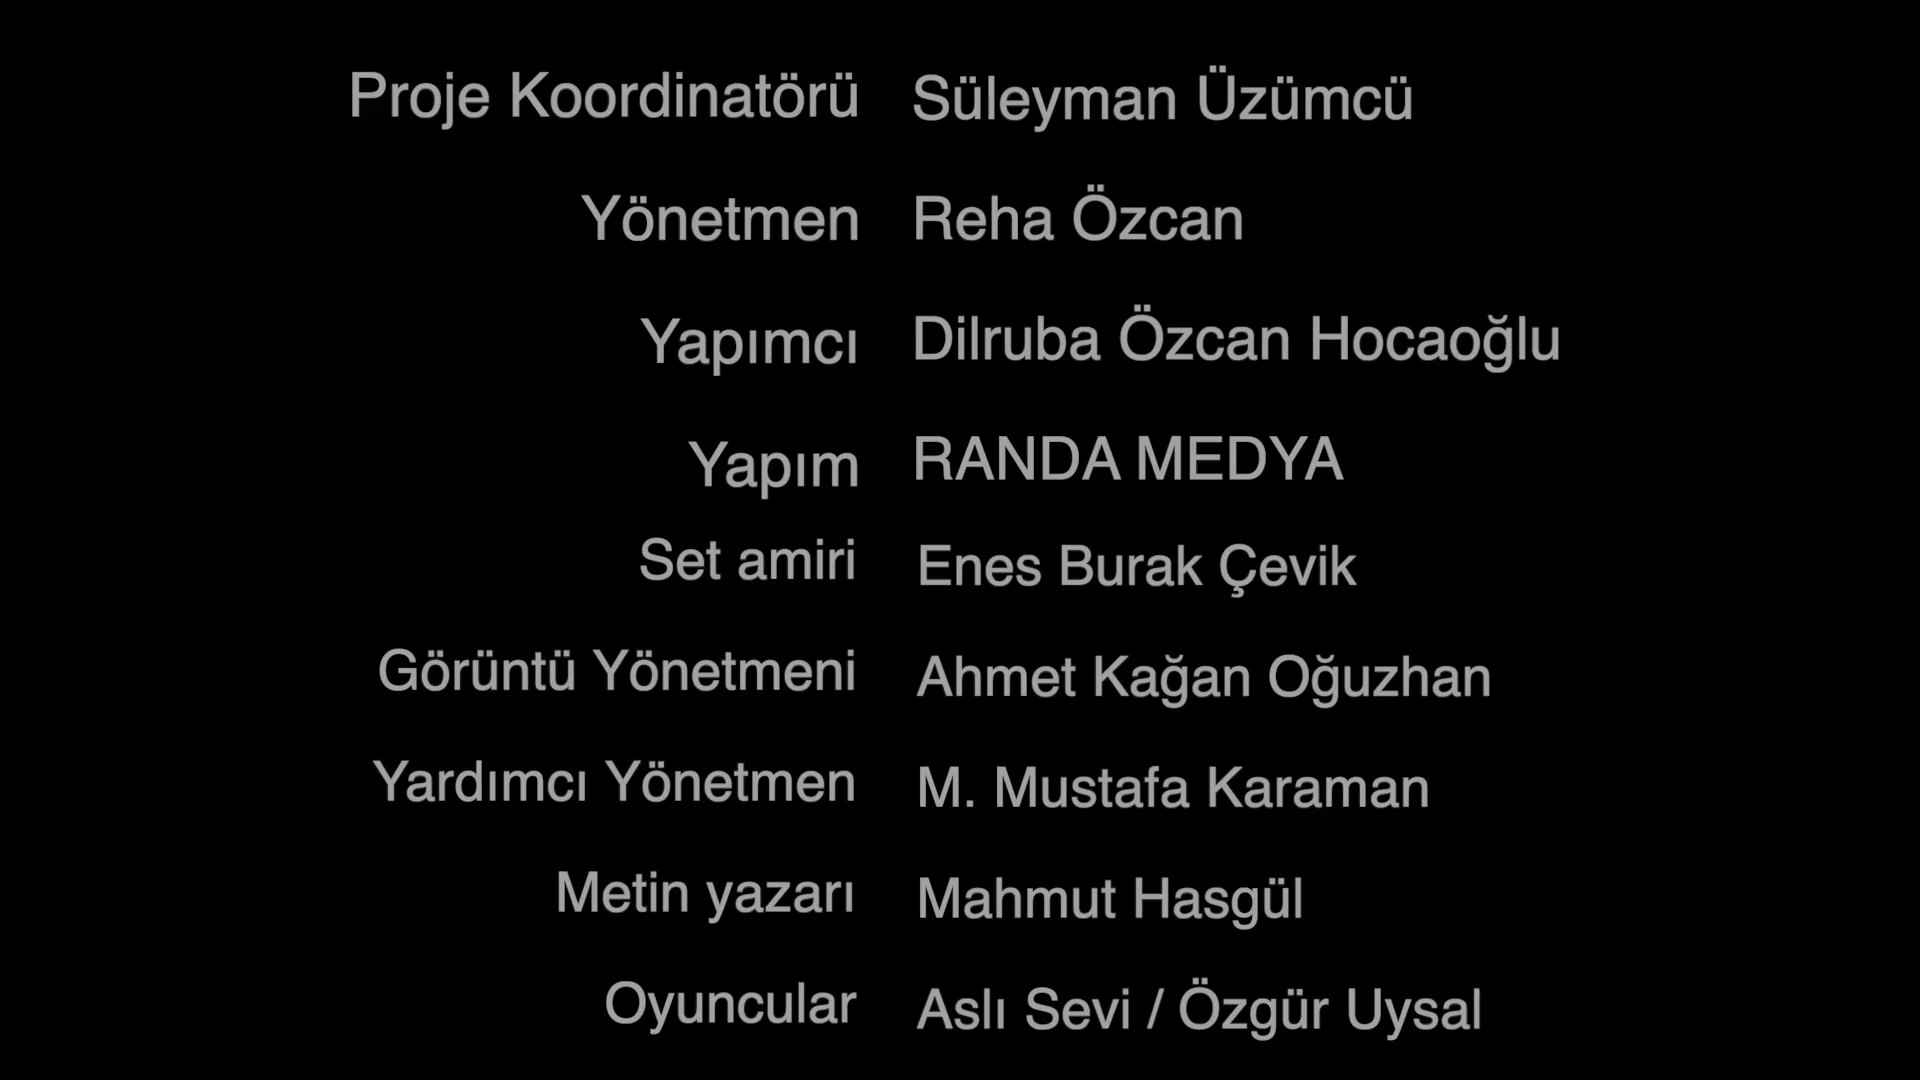 Proje Koordinatörü Süleyman Üzümcü
Yönetmen Reha Özcan
Yapımcı Dilruba Özcan Hocaoğlu
Yapım RANDA MEDYA
Set amiri Enes Burak Çevik
Görüntü Yönetmeni Ahmet Kağan Oğuzhan
Yardımcı Yönetmen M. Mustafa Karaman
Metin yazarı Mahmut Hasgül
Oyuncular Aslı Sevi / Özgür Uysal